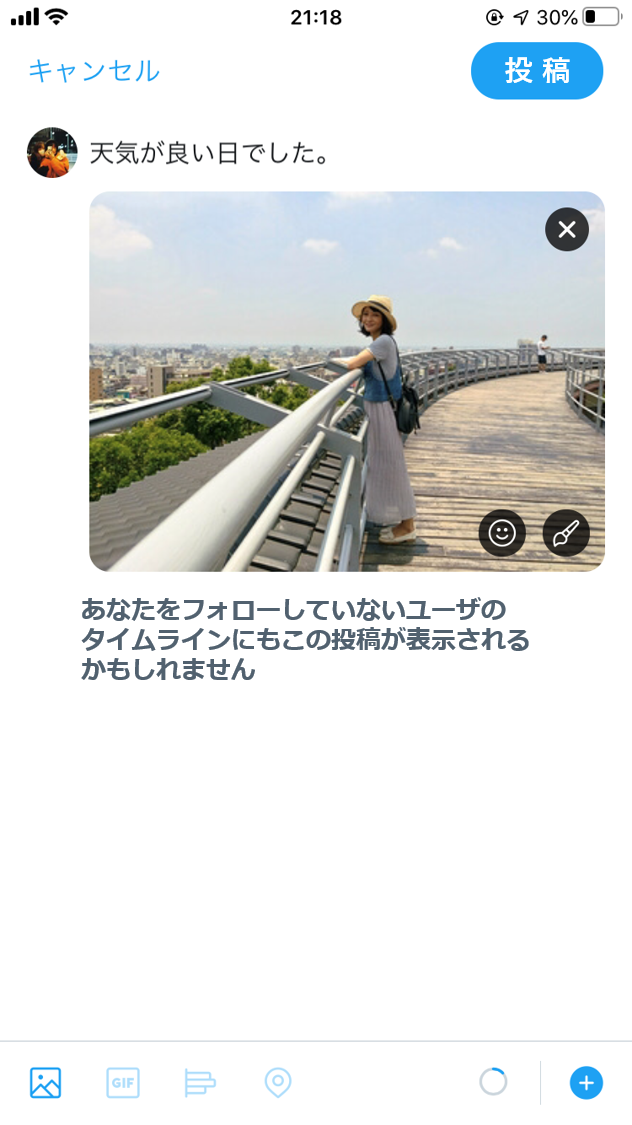 21:18
30%
キャンセル
投稿
天気が良い日でした。
あなたをフォローしていないユーザの
タイムラインにもこの投稿が表示される
かもしれません
GIF